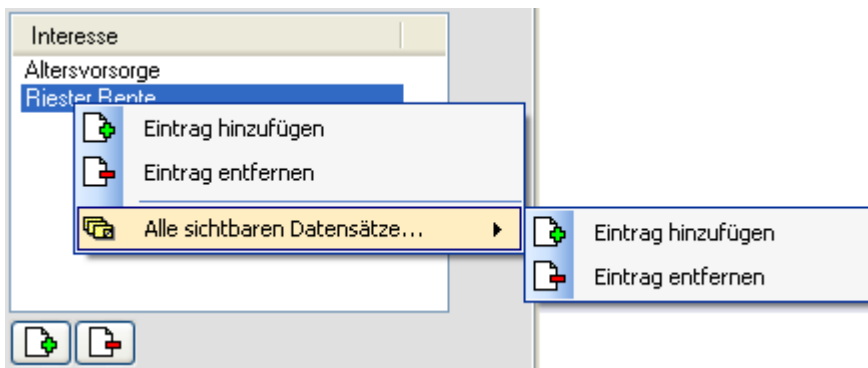 Interesse
Altersvorsorge
Riester Rente
Eintrag hinzufügen
Eintrag entfernen
Alle sichtbaren Datensätze...
Eintrag hinzufügen
Eintrag entfernen